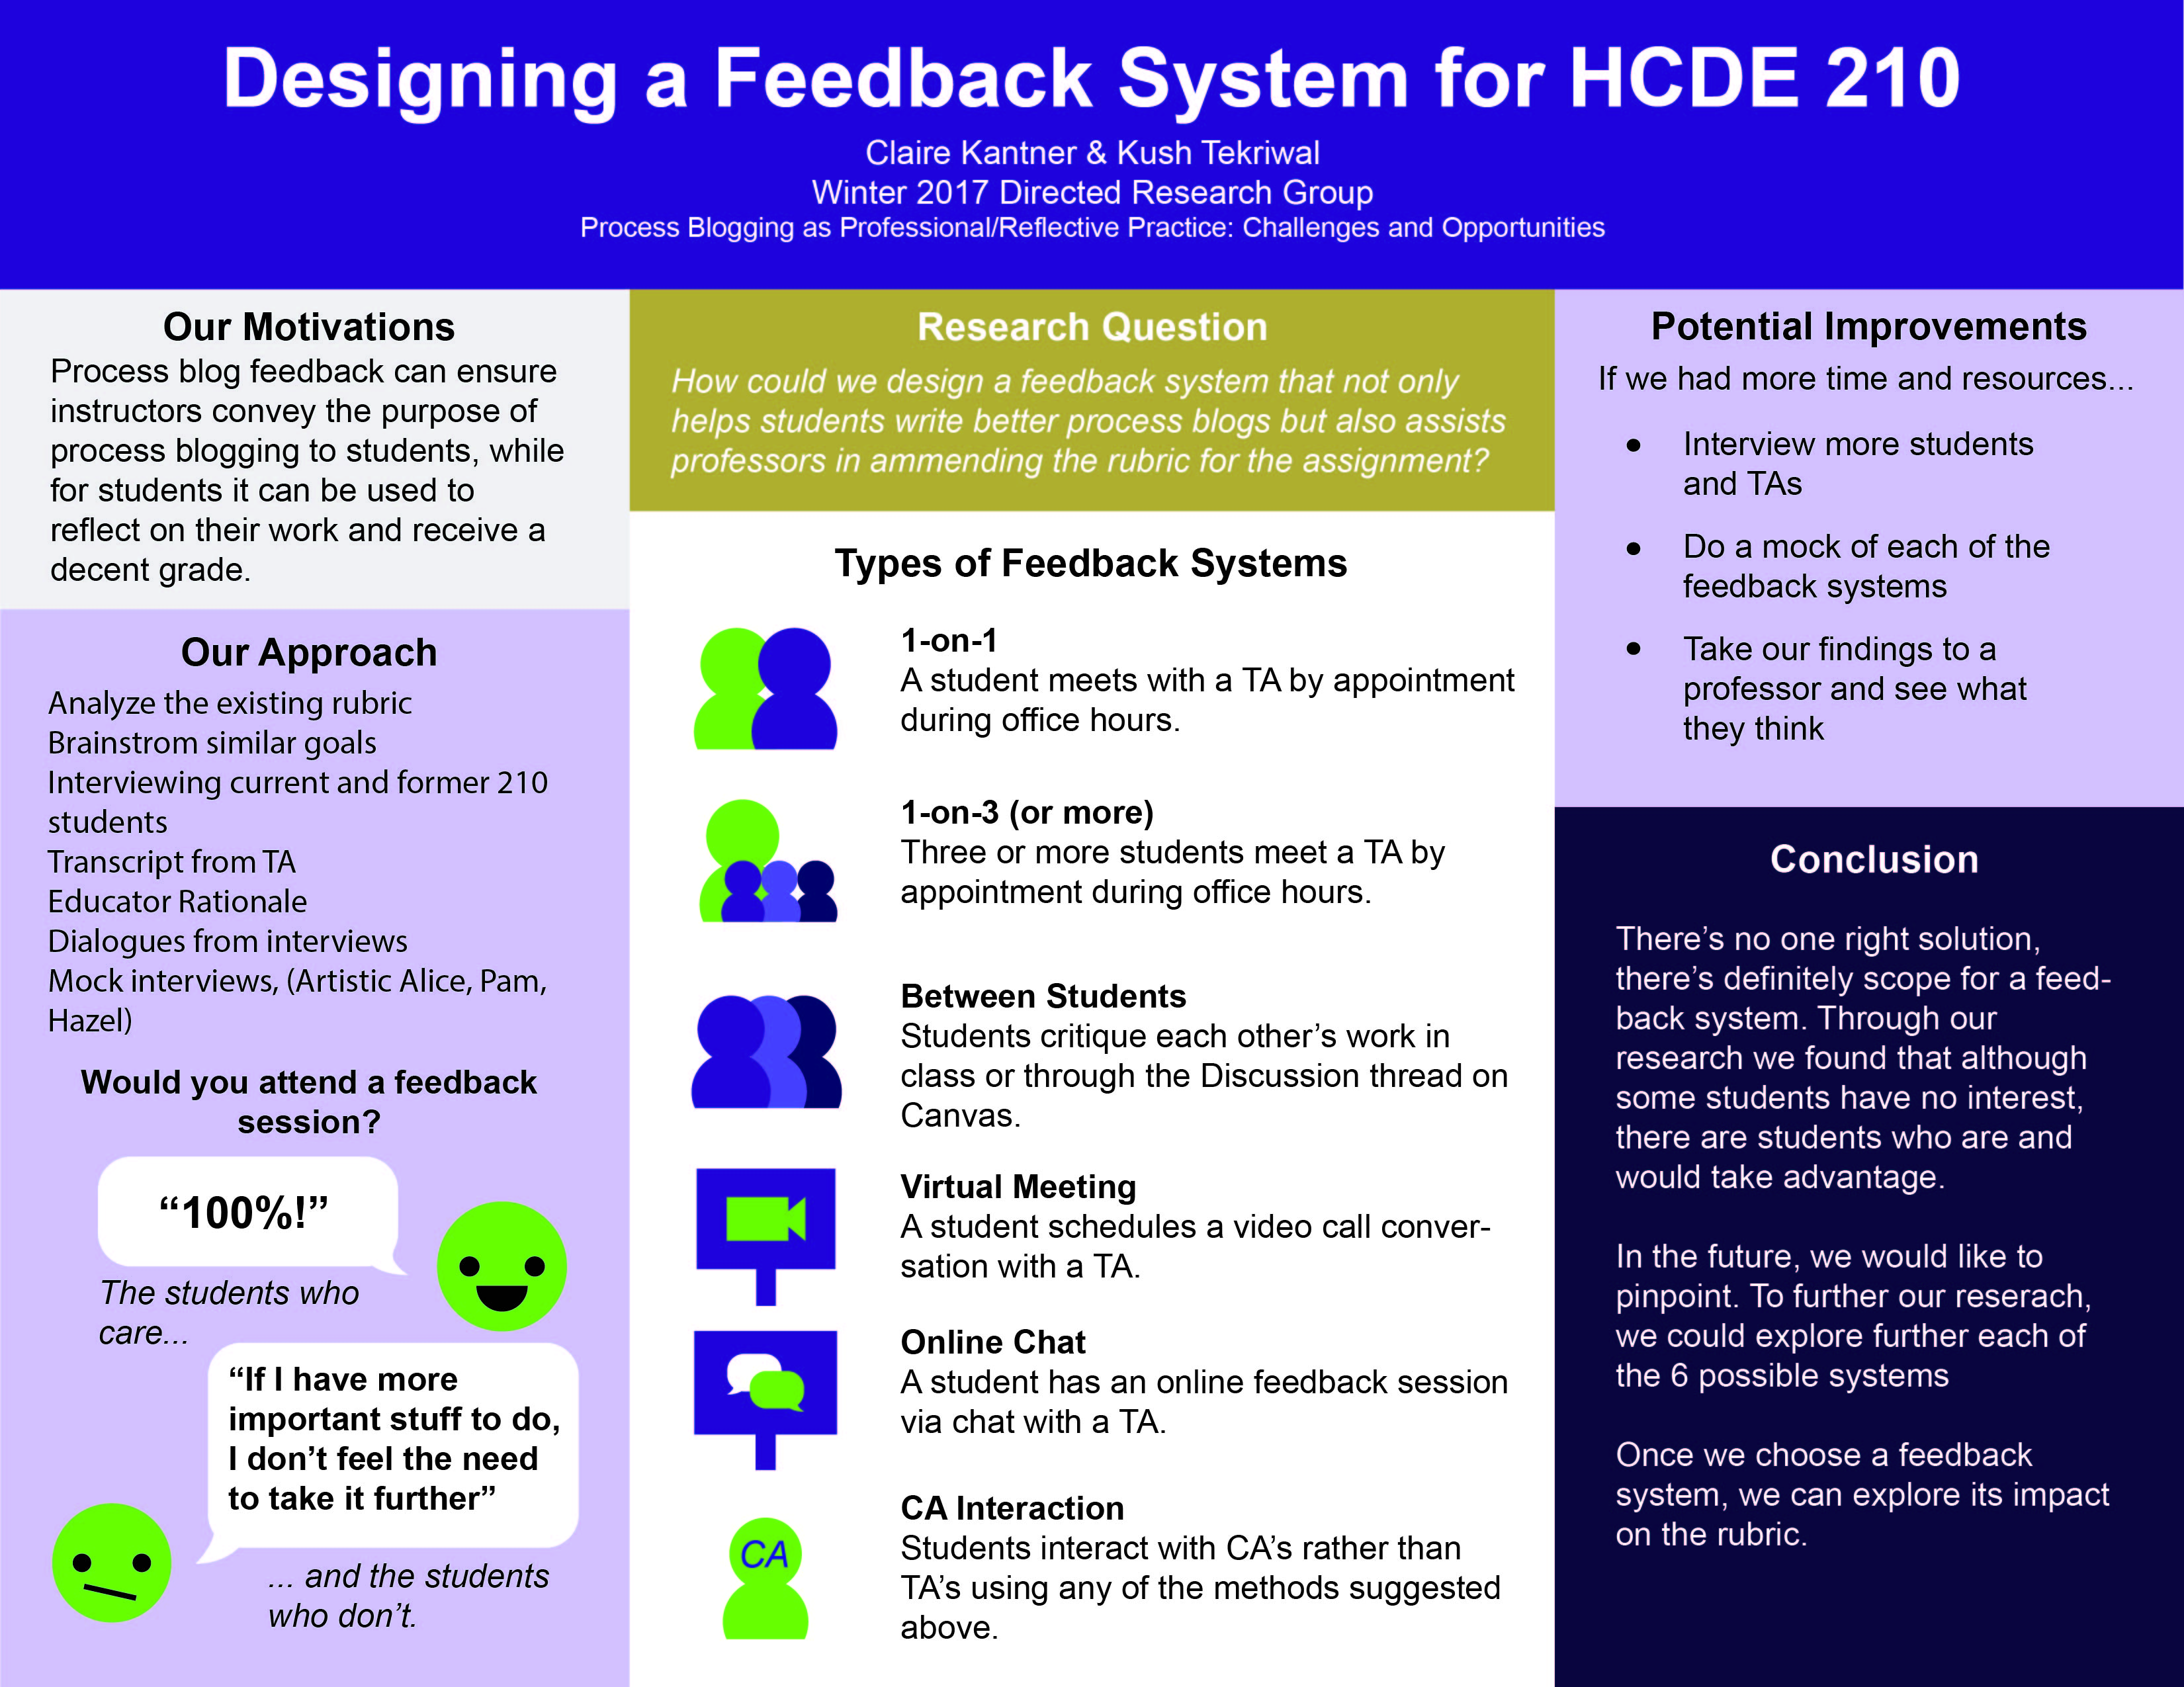 Designing a Feedback System for HCDE 210
Claire Kantner & Kush Tekriwal
Winter 2017 Directed Research Group
Process Blogging as Professional/Reflective Practice: Challenges and Opportunities
Our Motivations
Process blog feedback can ensure
instructors convey the purpose of
process blogging to students, while
for students it can be used to
reflect on their work and receive a
decent grade.
Our Approach
Analyze the existing rubric
Brainstrom similar goals
Interviewing current and former 210
students
Transcript from TA
Educator Rationale
Dialogues from interviews
Mock interviews, (Artistic Alice, Pam,
Hazel)
Would you attend a feedback
session?
“100%!”
The students who
care...
“If I have more
important stuff to do,
I don’t feel the need
to take it further”
... and the students
who don’t.
Research Question
How could we design a feedback system that not only
helps students write better process blogs but also assists
professors in ammending the rubric for the assignment?
Types of Feedback Systems
1-on-1
A student meets with a TA by appointment
during office hours.
1-on-3 (or more)
Three or more students meet a TA by
appointment during office hours.
Between Students
Students critique each other’s work in
class or through the Discussion thread on
Canvas.
Virtual Meeting
A student schedules a video call conver-
sation with a TA.
Online Chat
A student has an online feedback session
via chat with a TA.
CA
CA Interaction
Students interact with CA’s rather than
TA’s using any of the methods suggested
above.
Potential Improvements
If we had more time and resources...
● Interview more students
and TAs
● Do a mock of each of the
feedback systems
● Take our findings to a
professor and see what
they think
Conclusion
There’s no one right solution,
there’s definitely scope for a feed-
back system. Through our
research we found that although
some students have no interest,
there are students who are and
would take advantage.
In the future, we would like to
pinpoint. To further our reserach,
we could explore further each of
the 6 possible systems
Once we choose a feedback
system, we can explore its impact
on the rubric.